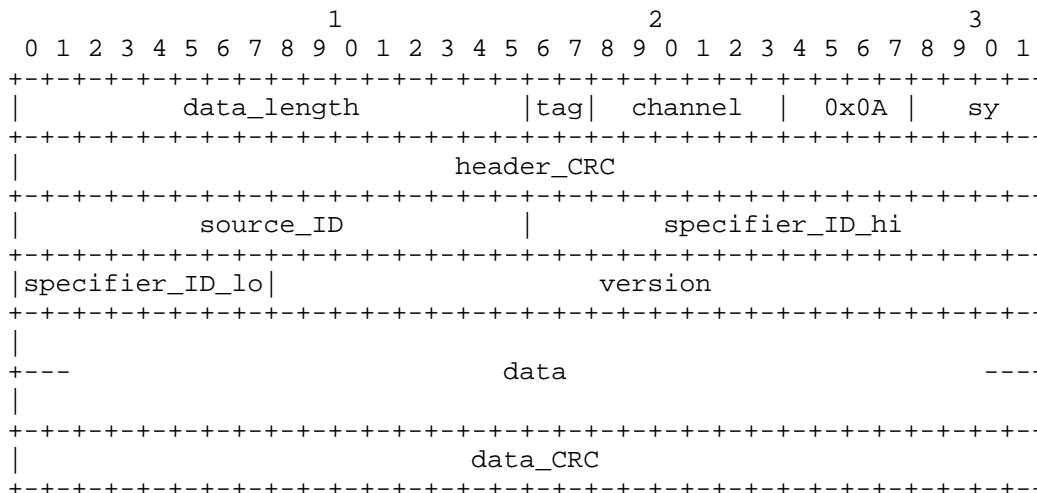 1                   2                   3
0 1 2 3 4 5 6 7 8 9 0 1 2 3 4 5 6 7 8 9 0 1 2 3 4 5 6 7 8 9 0 1
+-+-+-+-+-+-+-+-+-+-+-+-+-+-+-+-+-+-+-+-+-+-+-+-+-+-+-+-+-+-+-+--
|          data_length          |tag|  channel  |  0x0A |   sy
+-+-+-+-+-+-+-+-+-+-+-+-+-+-+-+-+-+-+-+-+-+-+-+-+-+-+-+-+-+-+-+--
|                           header_CRC
+-+-+-+-+-+-+-+-+-+-+-+-+-+-+-+-+-+-+-+-+-+-+-+-+-+-+-+-+-+-+-+--
|           source_ID           |        specifier_ID_hi
+-+-+-+-+-+-+-+-+-+-+-+-+-+-+-+-+-+-+-+-+-+-+-+-+-+-+-+-+-+-+-+--
|specifier_ID_lo|                    version
+-+-+-+-+-+-+-+-+-+-+-+-+-+-+-+-+-+-+-+-+-+-+-+-+-+-+-+-+-+-+-+--
|
+---                           data                          ----
|
+-+-+-+-+-+-+-+-+-+-+-+-+-+-+-+-+-+-+-+-+-+-+-+-+-+-+-+-+-+-+-+--
|                            data_CRC
+-+-+-+-+-+-+-+-+-+-+-+-+-+-+-+-+-+-+-+-+-+-+-+-+-+-+-+-+-+-+-+--